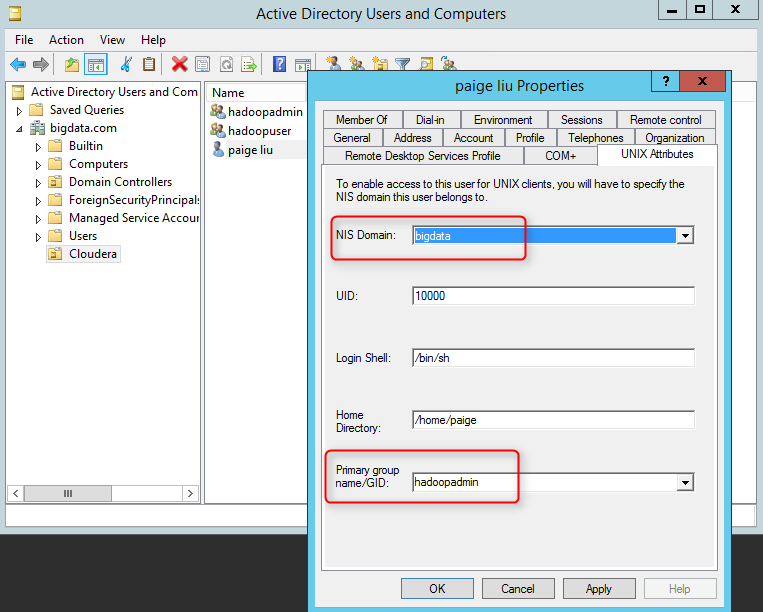 Active Directory Users and Computers
File Action View Help
Active Directory Users and Com
Saved Queries
bigdata.com
Builtin
Computers
Domain Controllers
ForeignSecurityPrincipals
Managed Service Accour
Users
Cloudera
Name
hadoopadmin
hadoopuser
paige liu
paige liu Properties
? X
Member Of Dial-in Environment Sessions Remote control
General Address Account Profile Telephones Organization
Remote Desktop Services Profile COM+ UNIX Attributes
To enable access to this user for UNIX clients, you will have to specify the
NIS domain this user belongs to.
NIS Domain: bigdata
UID: 10000
Login Shell: /bin/sh
Home
Directory: /home/paige
Primary group
name/GID: hadoopadmin
OK Cancel Apply Help